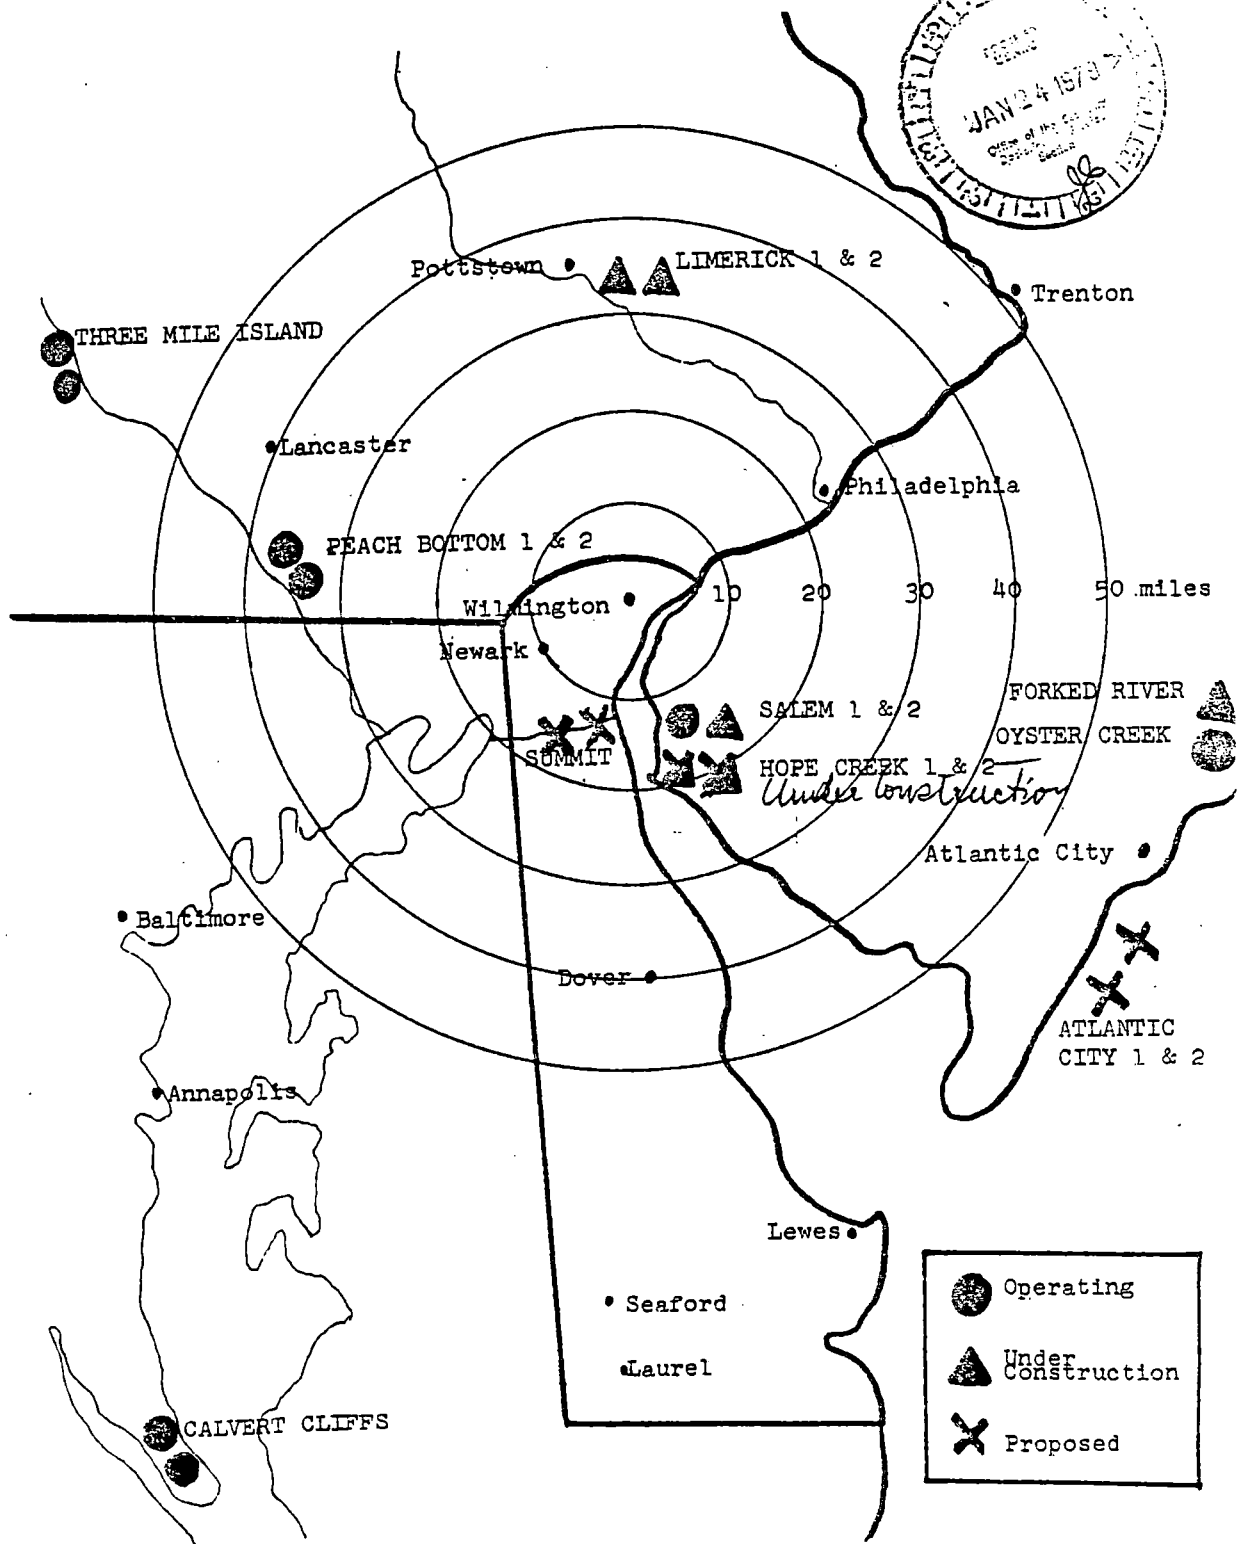 JAN 24 1979
Office of the
LIMERICK 1 & 2
Pottstown
Trenton
THREE MILE ISLAND
Lancaster
Philadelphia
PEACH BOTTOM 1 & 2
10 20 30 40 50 miles
Wilmington
Newark
FORKED RIVER
SALEM 1 & 2
OYSTER CREEK
SUMMIT
HOPE CREEK 1 & 2
Under Construction
Atlantic City
Baltimore
Dover
ATLANTIC
CITY 1 & 2
Annapolis
Lewes
Operating
Seaford
Under
Construction
Laurel
CALVERT CLIFFS
Proposed